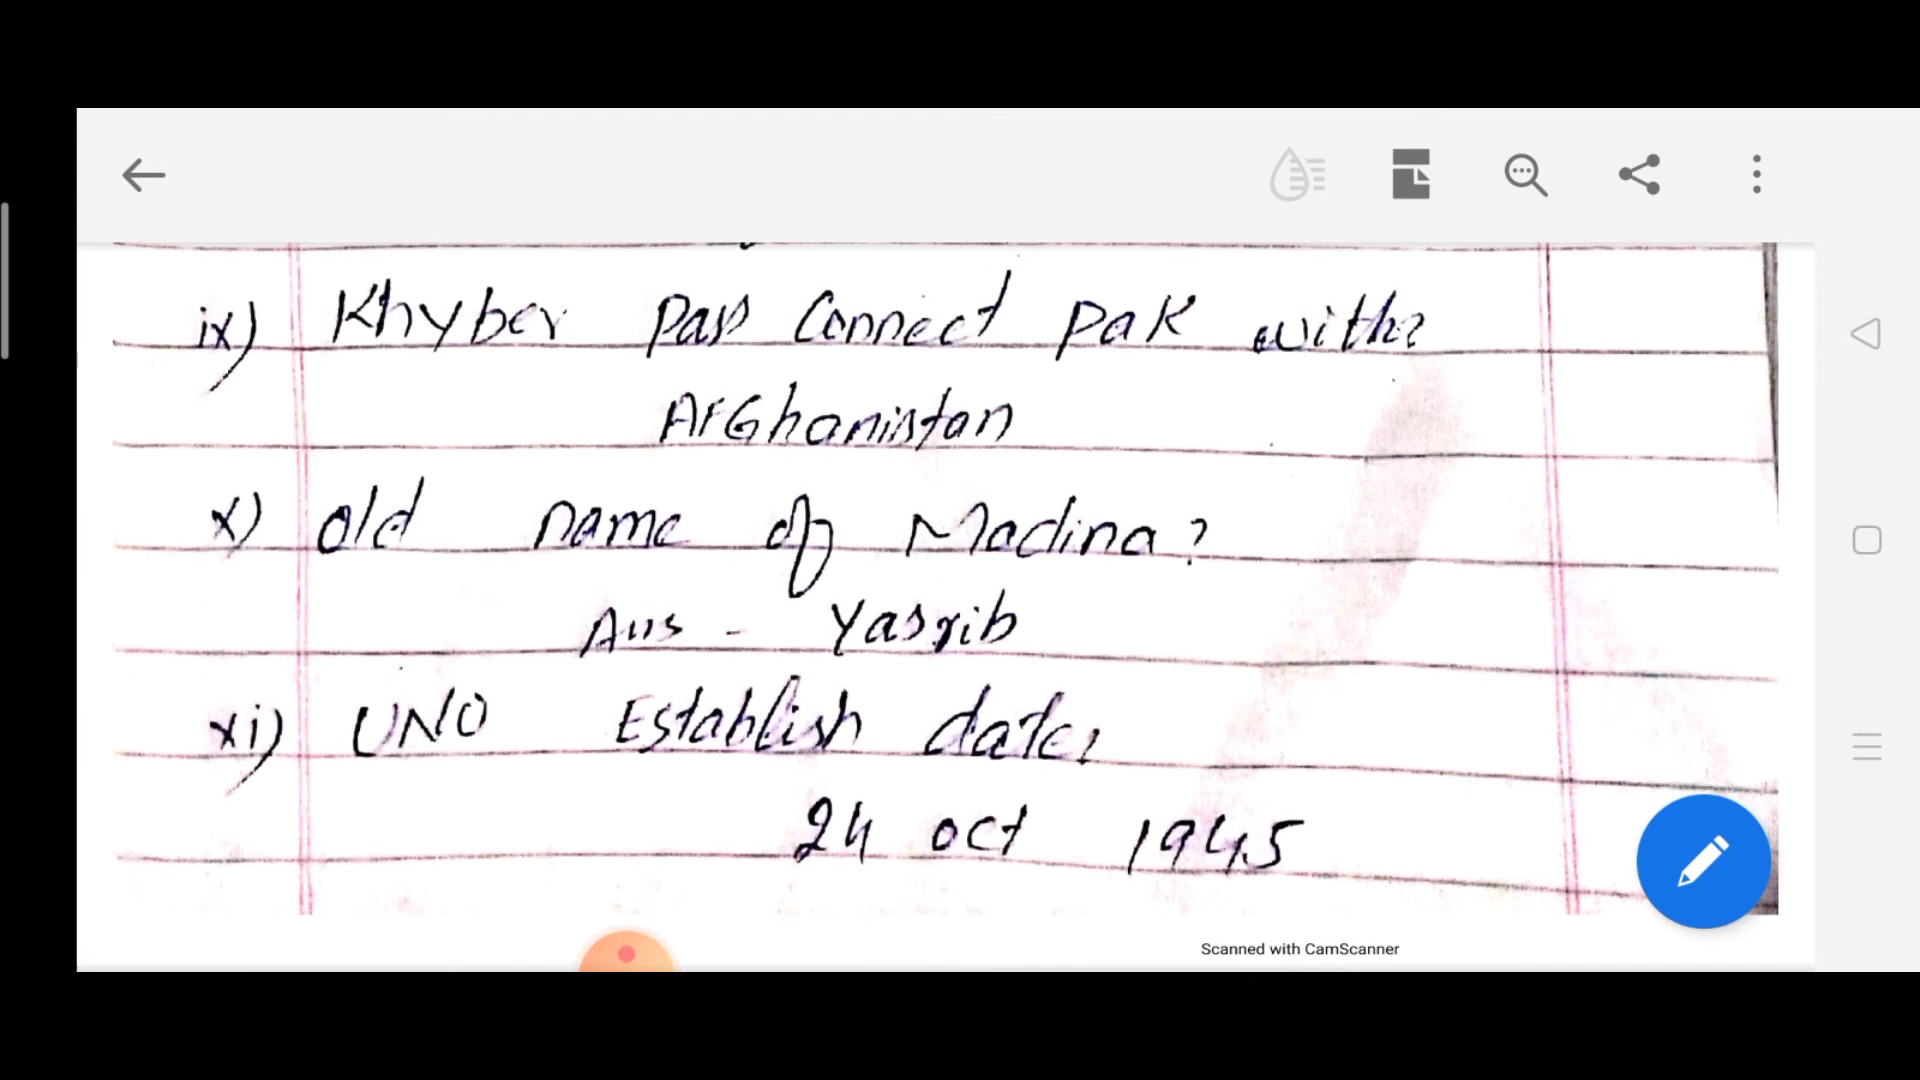 ix) Khyber pass Connect pak with?
AfGhanistan
x) old name of Madina?
Ans - Yasrib
xi) UNO Establish date?
24 oct 1945
Scanned with CamScanner